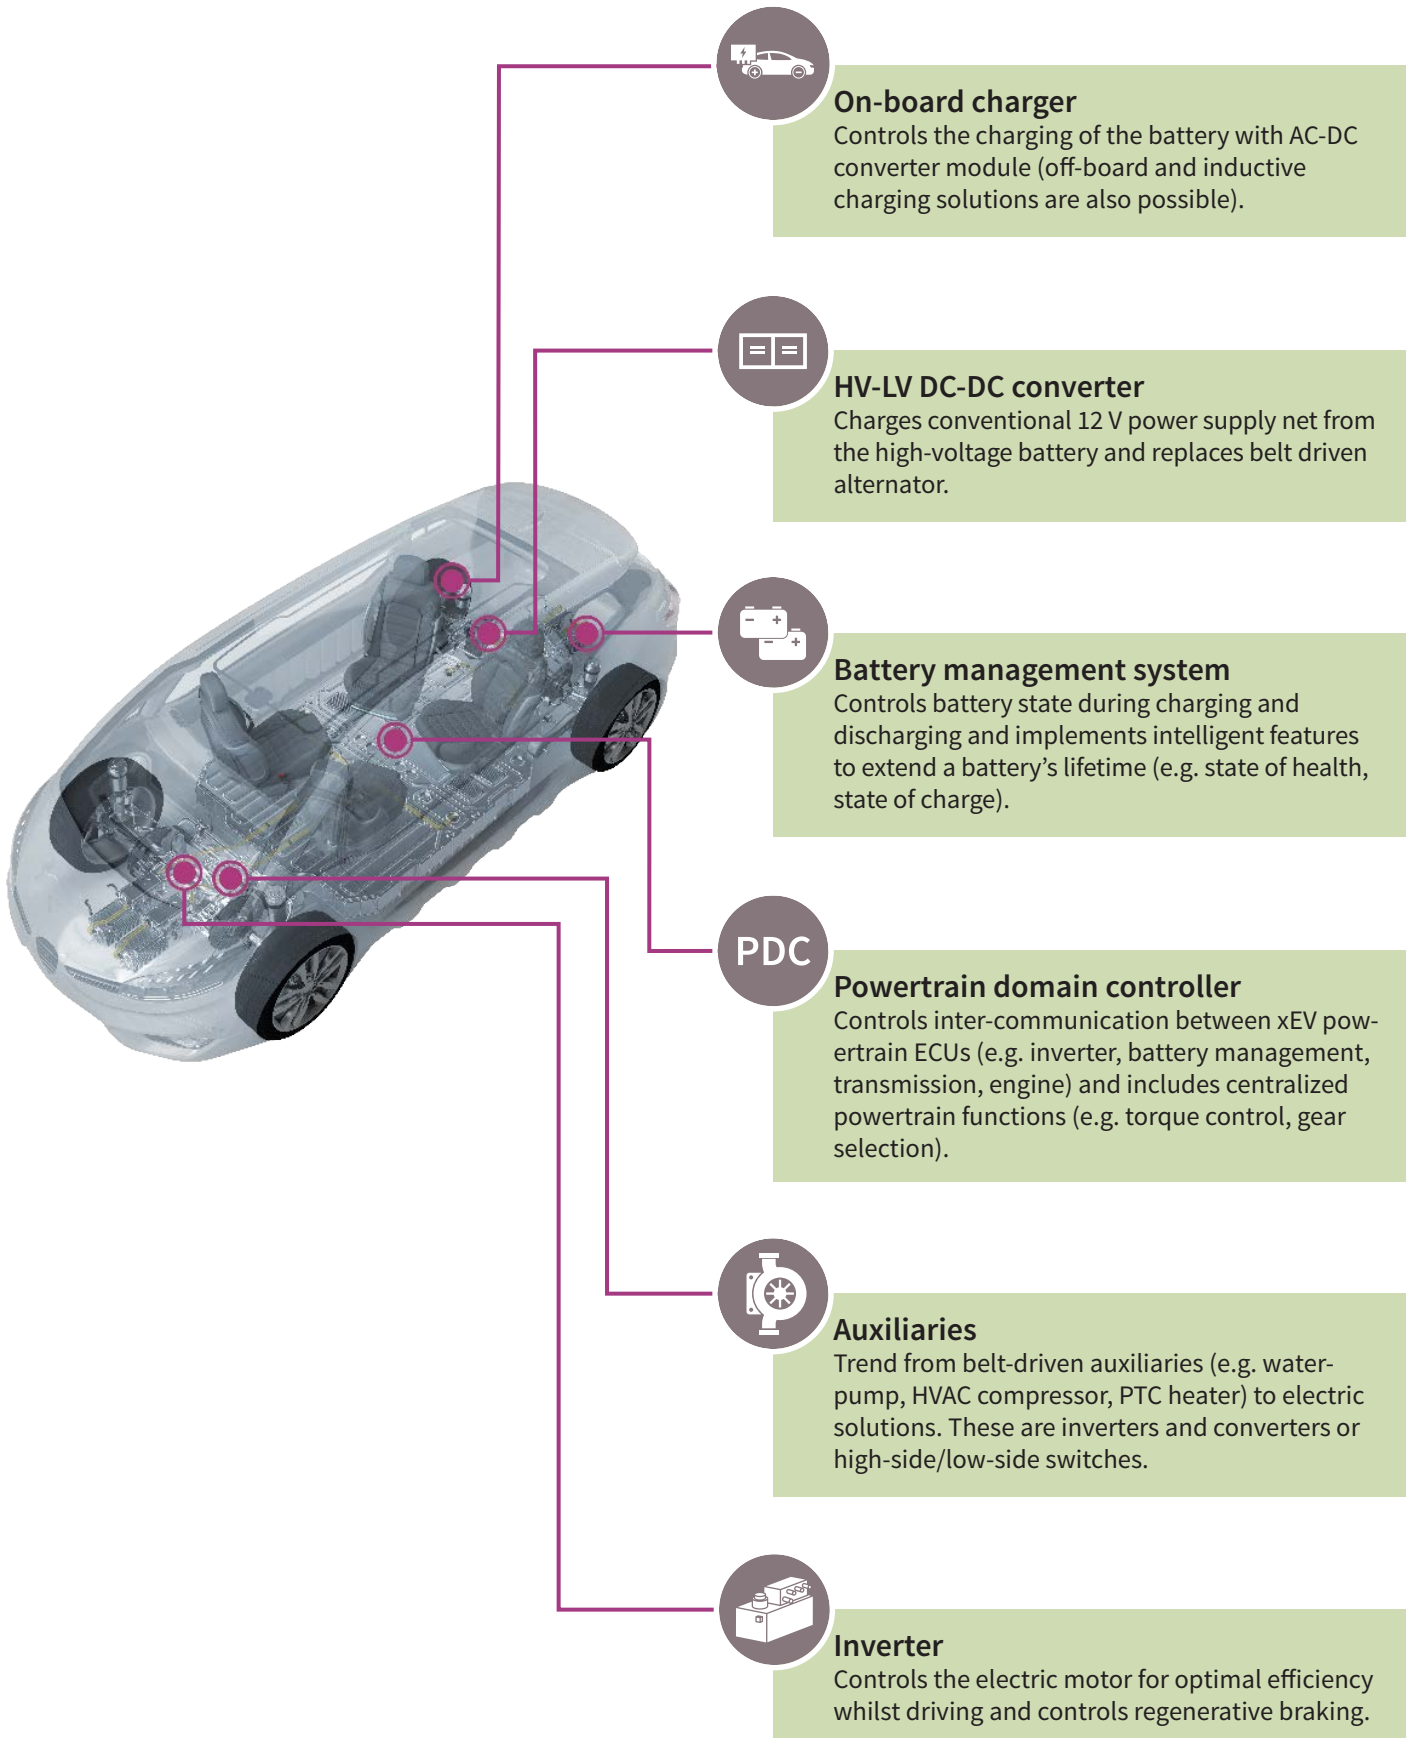 On-board charger
Controls the charging of the battery with AC-DC
converter module (off-board and inductive
charging solutions are also possible).
HV-LV DC-DC converter
Charges conventional 12 V power supply net from
the high-voltage battery and replaces belt driven
alternator.
Battery management system
Controls battery state during charging and
discharging and implements intelligent features
to extend a battery’s lifetime (e.g. state of health,
state of charge).
PDC
Powertrain domain controller
Controls inter-communication between xEV pow-
ertrain ECUs (e.g. inverter, battery management,
transmission, engine) and includes centralized
powertrain functions (e.g. torque control, gear
selection).
Auxiliaries
Trend from belt-driven auxiliaries (e.g. water-
pump, HVAC compressor, PTC heater) to electric
solutions. These are inverters and converters or
high-side/low-side switches.
Inverter
Controls the electric motor for optimal efficiency
whilst driving and controls regenerative braking.